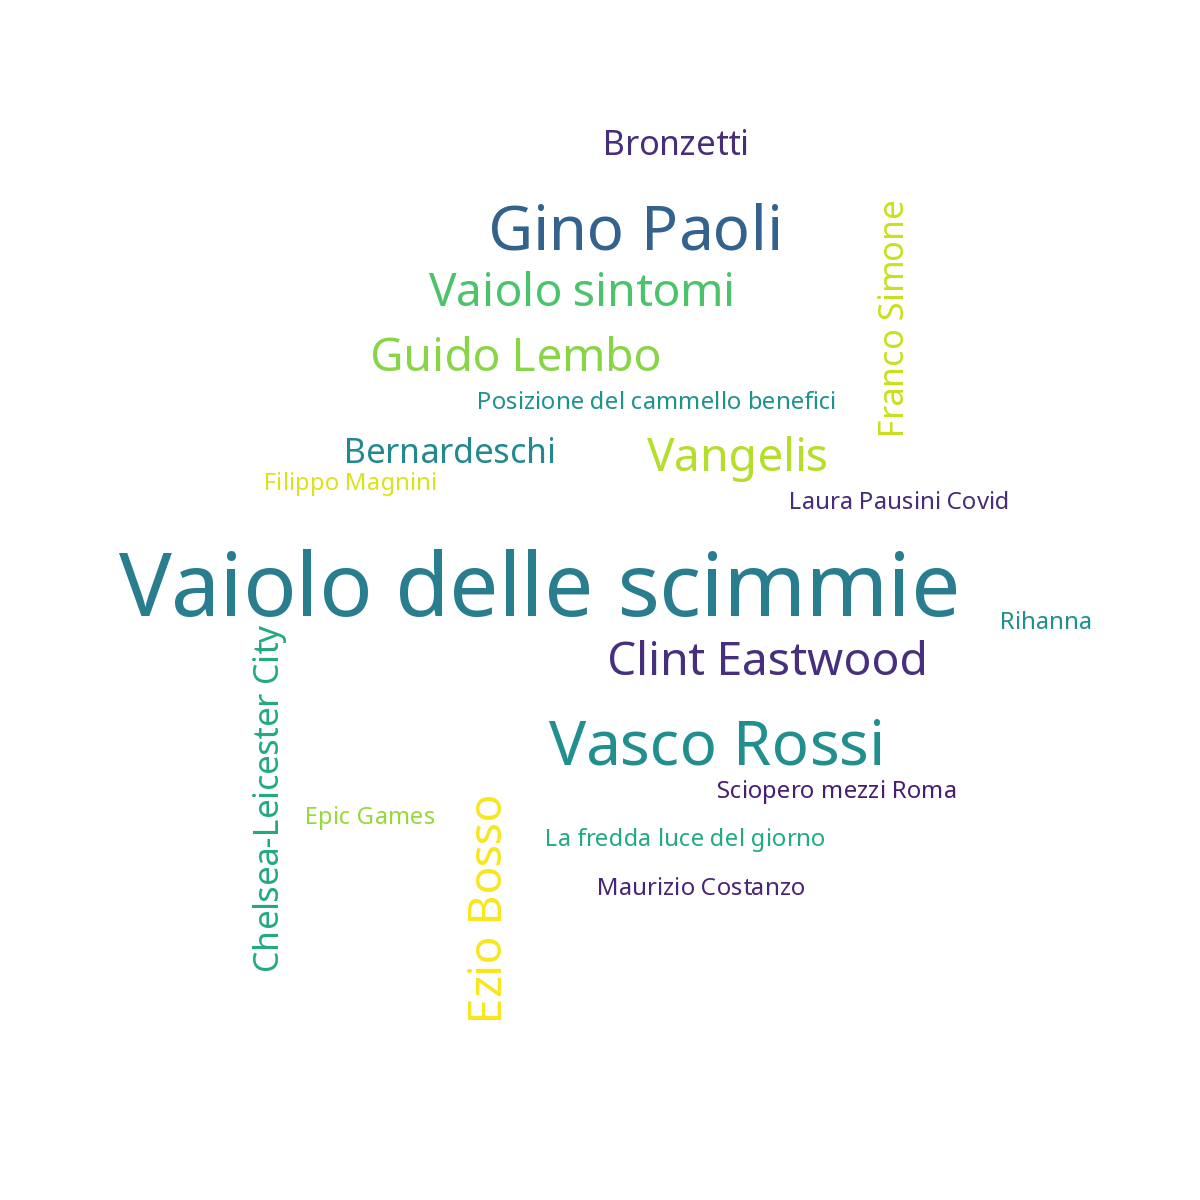 Bronzetti
Gino Paoli
Franco Simone
Vaiolo sintomi
Guido Lembo
Posizione del cammello benefici
Bernardeschi
Vangelis
Filippo Magnini
Laura Pausini Covid
Vaiolo delle scimmie
Rihanna
Chelsea-Leicester City
Clint Eastwood
Vasco Rossi
Sciopero mezzi Roma
Epic Games
Ezio Bosso
La fredda luce del giorno
Maurizio Costanzo